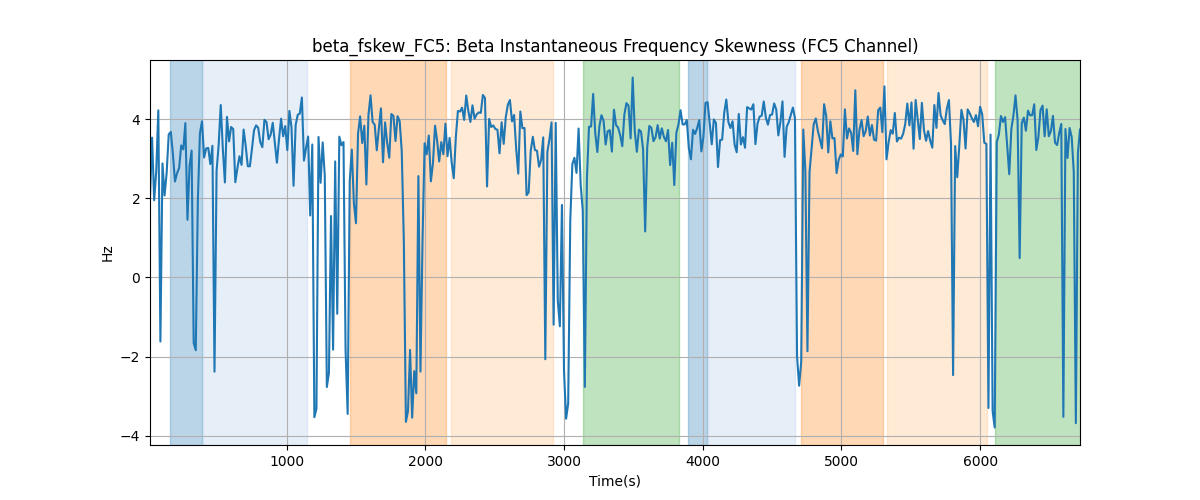 beta_fskew_FC5: Beta Instantaneous Frequency Skewness (FC5 Channel)
Hz
4
2
0
−2
−4
1000 2000 3000 4000 5000 6000
Time(s)